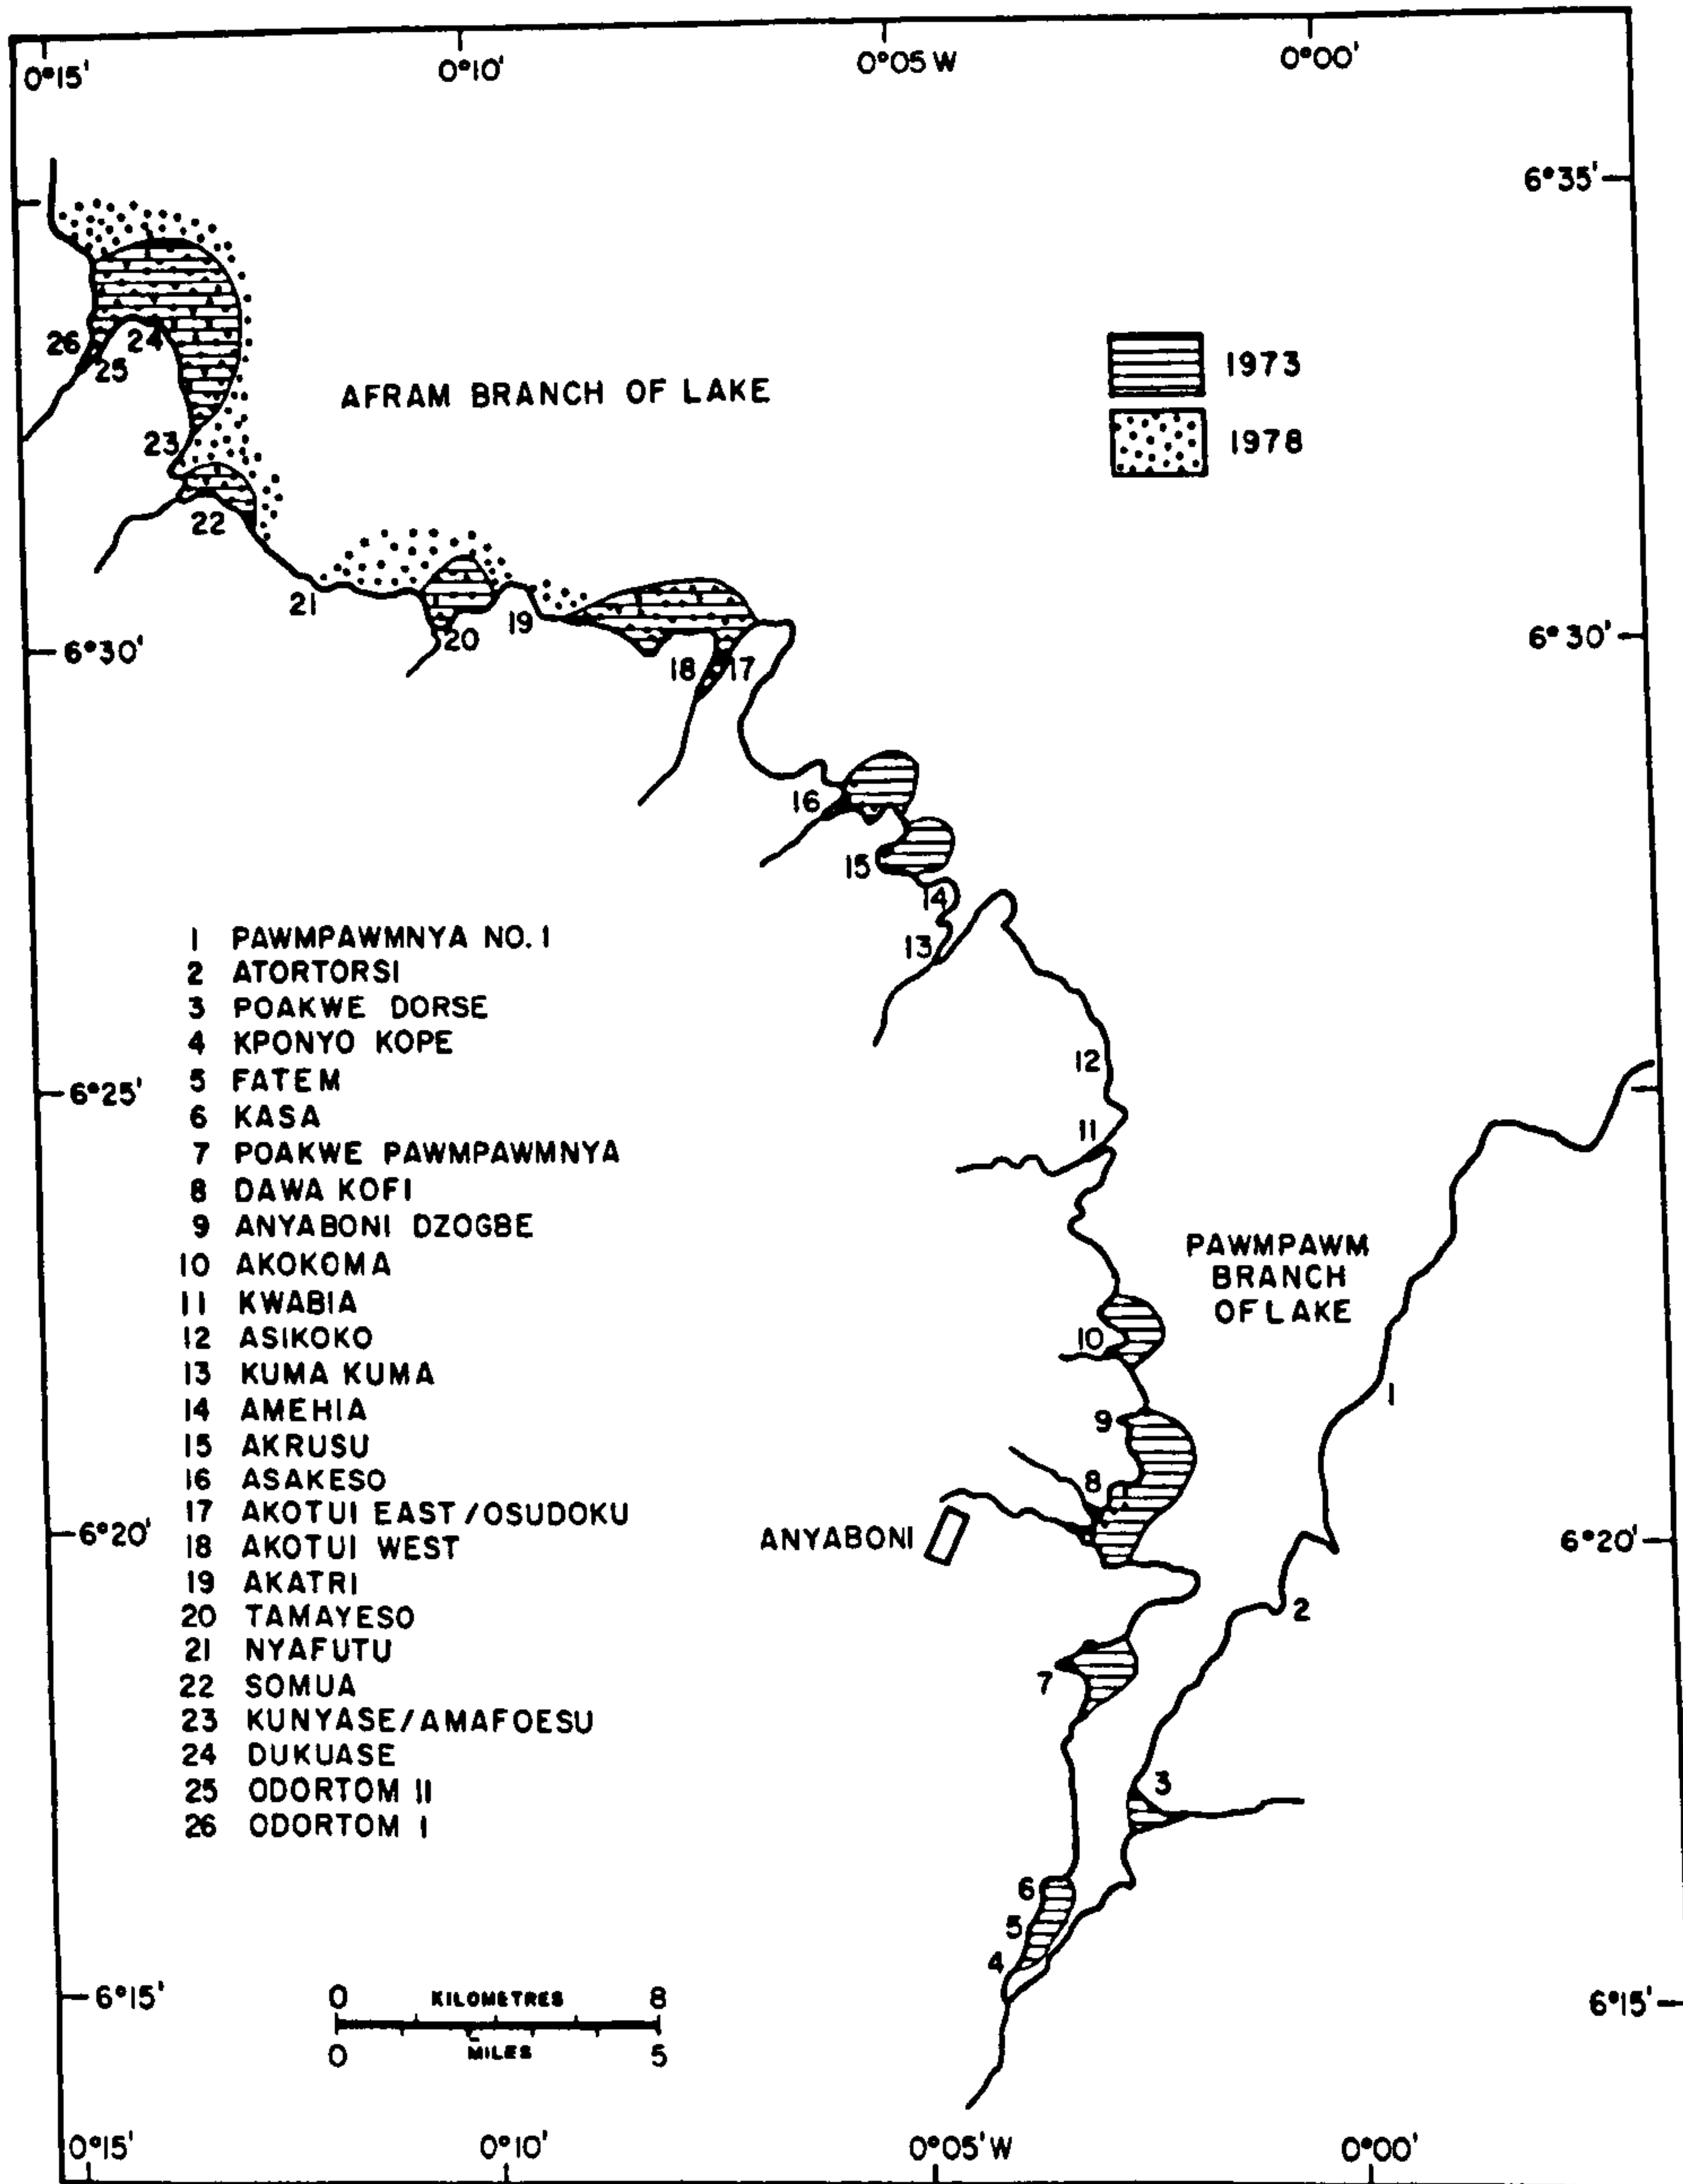 0°15'
0°10'
0°05 W
0°00'
6°35'
1973
1978
AFRAM BRANCH OF LAKE
26
25
24
23
22
21
20
19
18
17
6°30'
6°30'
16
15
14
13
12
11
10
9
8
7
6
5
4
3
2
1
1 PAWMPAWMNYA NO. 1
2 ATORTORSI
3 POAKWE DORSE
4 KPONYO KOPE
5 FATEM
6 KASA
7 POAKWE PAWMPAWMNYA
8 DAWA KOFI
9 ANYABONI DZOGBE
10 AKOKOMA
11 KWABIA
12 ASIKOKO
13 KUMA KUMA
14 AMEHIA
15 AKRUSU
16 ASAKESO
17 AKOTUI EAST/OSUDOKU
18 AKOTUI WEST
19 AKATRI
20 TAMAYESO
21 NYAFUTU
22 SOMUA
23 KUNYASE/AMAFOESU
24 DUKUASE
25 ODORTOM II
26 ODORTOM I
6°25'
PAWMPAWM
BRANCH
OF LAKE
ANYABONI
6°20'
6°20'
6°15'
6°15'
0 KILOMETRES 8
0 MILES 5
0°15'
0°10'
0°05' W
0°00'